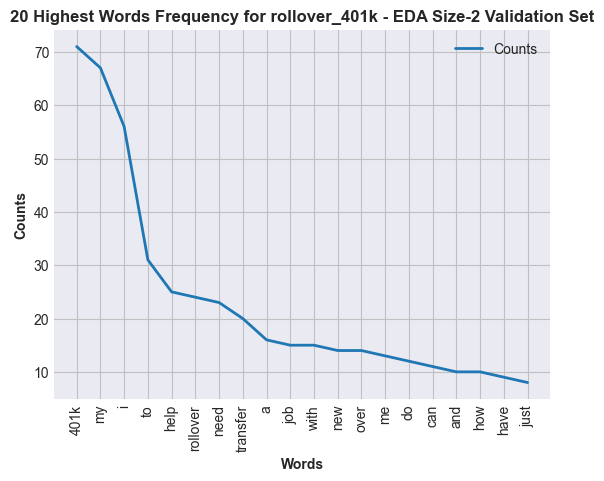 20 Highest Words Frequency for rollover_401k - EDA Size-2 Validation Set
Counts
70
60
50
40
30
20
10
Counts
401k
my
i
to
help
rollover
need
transfer
a
job
with
new
over
me
do
can
and
how
have
just
Words